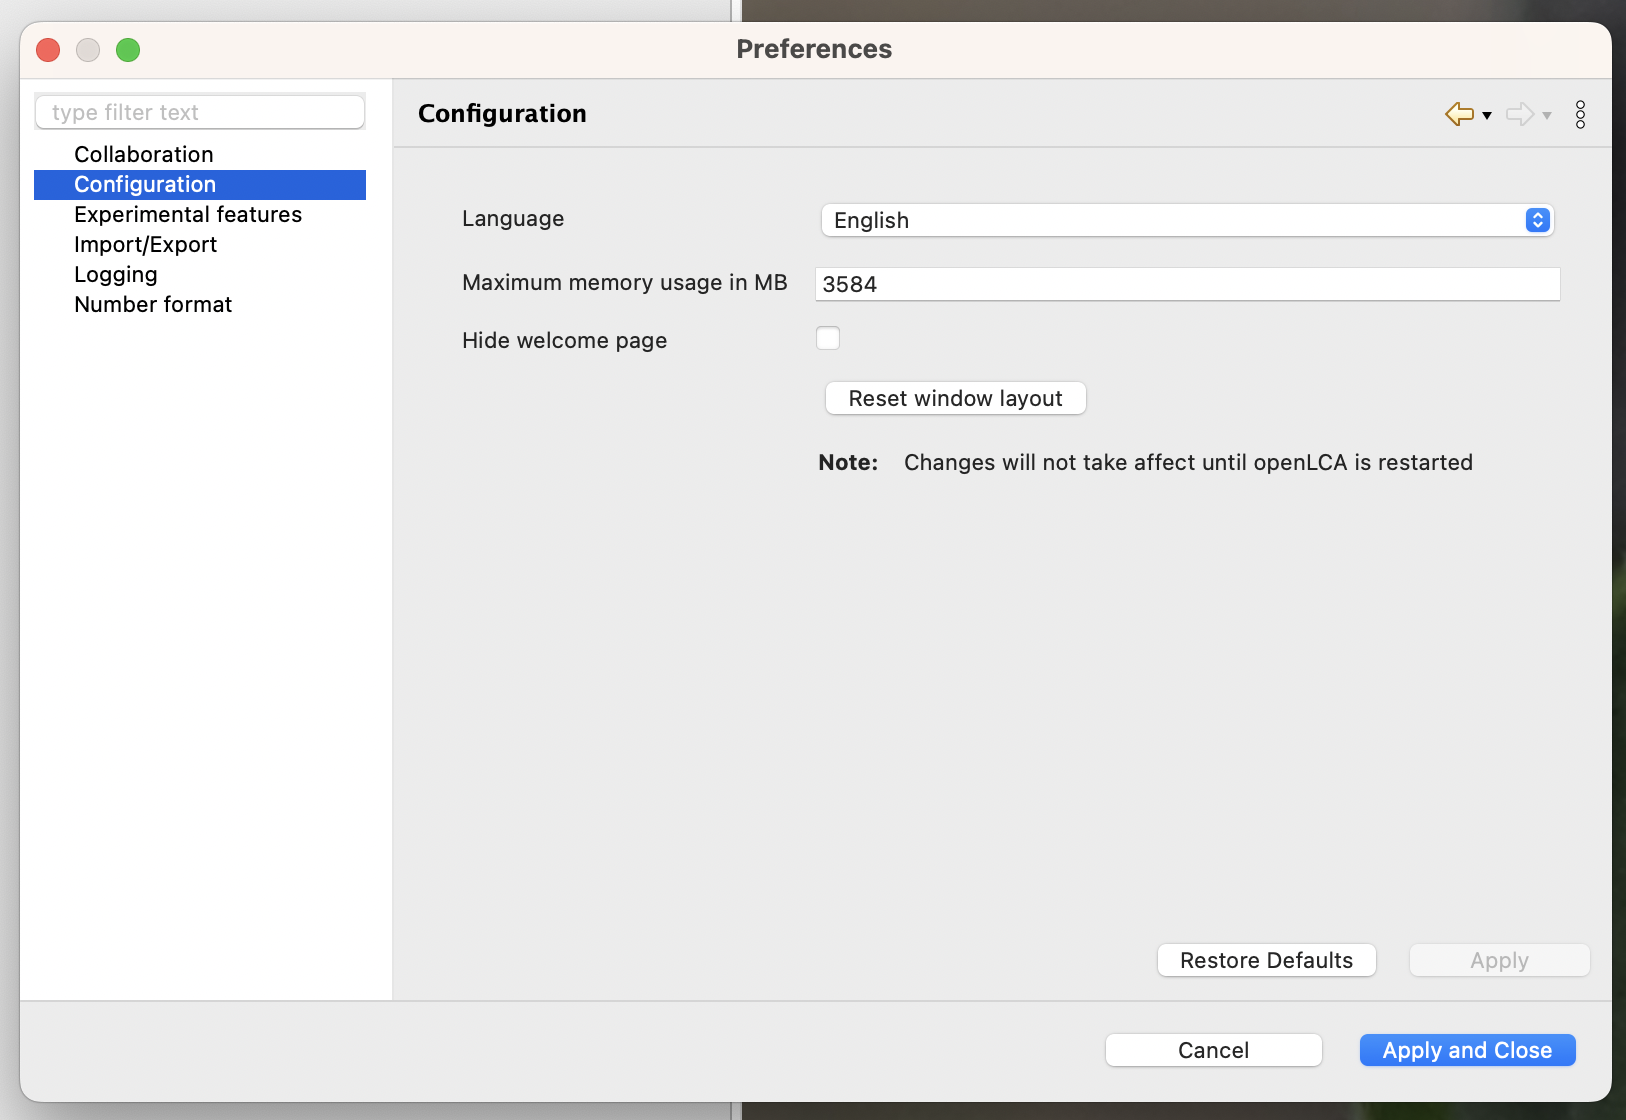 Preferences
type filter text
Collaboration
Configuration
Experimental features
Import/Export
Logging
Number format
Configuration
Language
English
Maximum memory usage in MB
3584
Hide welcome page
Reset window layout
Note: Changes will not take affect until openLCA is restarted
Restore Defaults
Apply
Cancel
Apply and Close